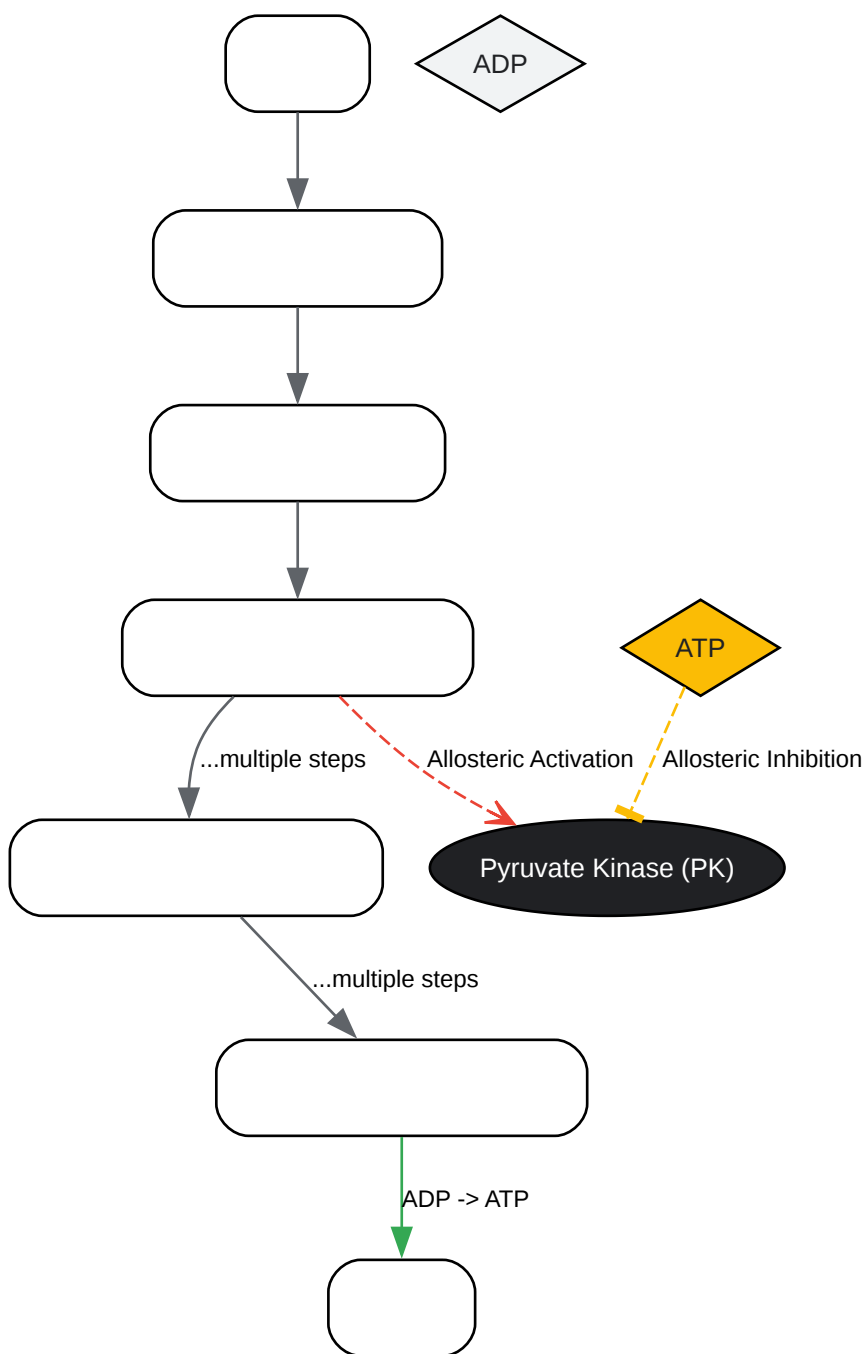 ADP
ATP
...multiple steps
Allosteric Activation
Allosteric Inhibition
Pyruvate Kinase (PK)
...multiple steps
ADP -> ATP